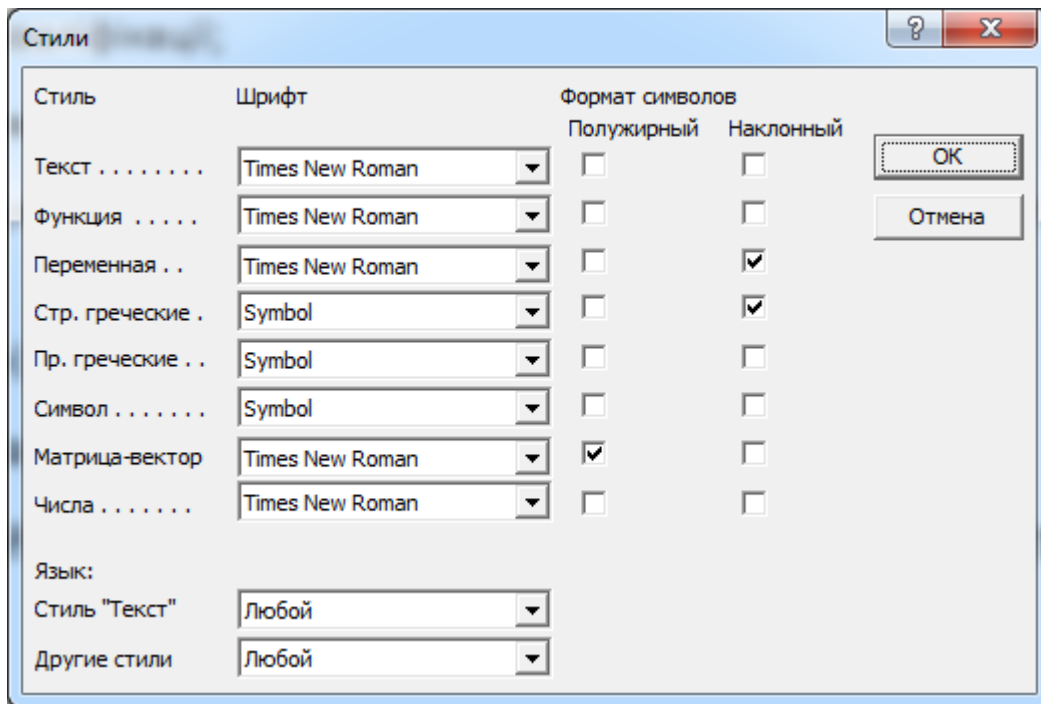 Стили
Стиль Шрифт Формат символов
Полужирный Наклонный
Текст . . . . . . . . Times New Roman OK
Функция . . . . . Times New Roman Отмена
Переменная . . Times New Roman
Стр. греческие . Symbol
Пр. греческие . . Symbol
Символ . . . . . . . Symbol
Матрица-вектор Times New Roman
Числа . . . . . . . Times New Roman
Язык:
Стиль "Текст" Любой
Другие стили Любой